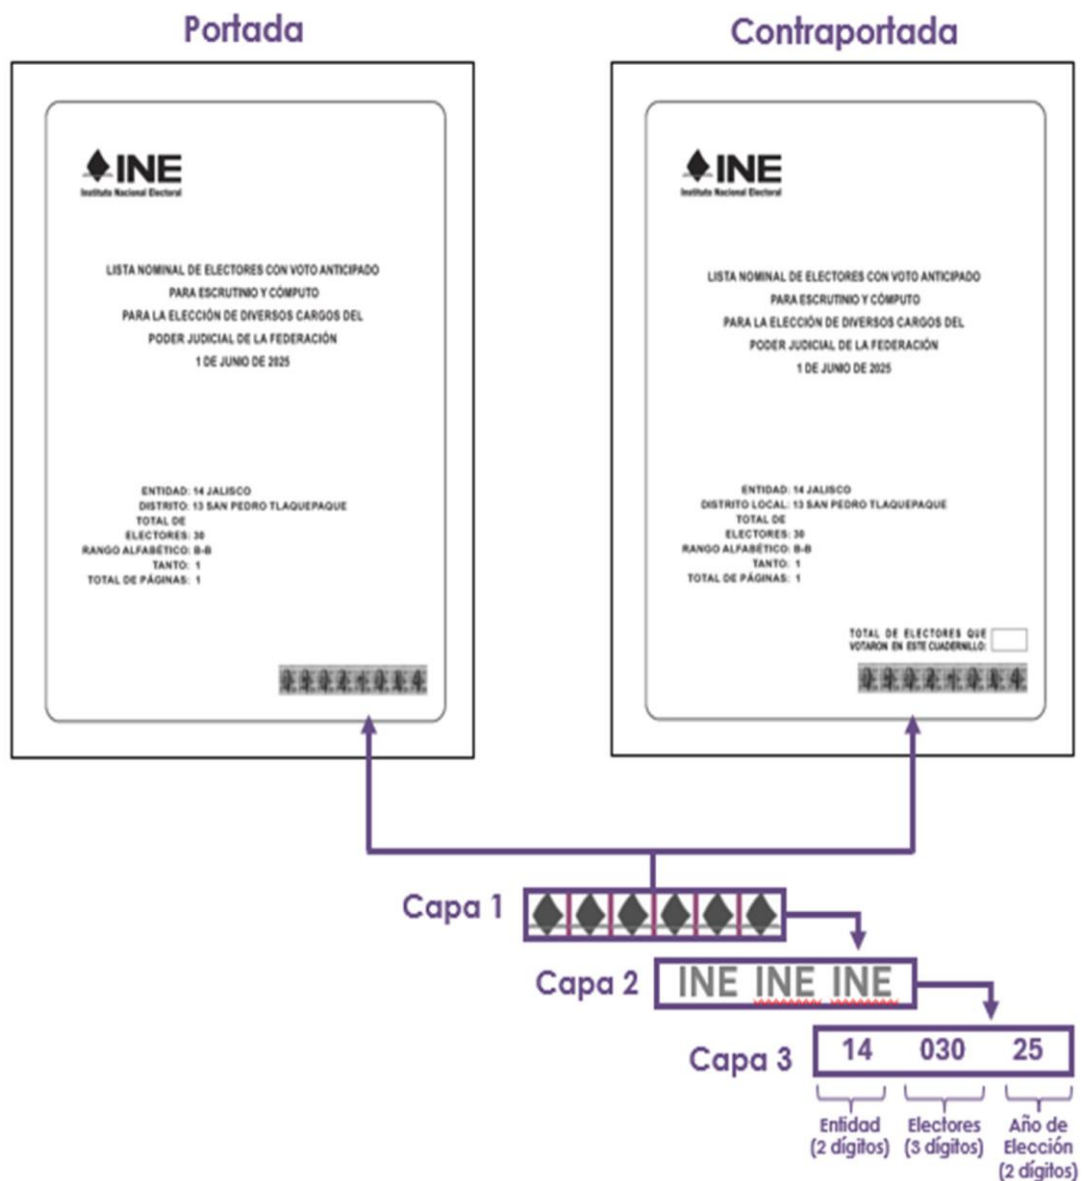 Portada
INE
Instituto Nacional Electoral
LISTA NOMINAL DE ELECTORES CON VOTO ANTICIPADO
PARA ESCRUTINIO Y CÓMPUTO
PARA LA ELECCIÓN DE DIVERSOS CARGOS DEL
PODER JUDICIAL DE LA FEDERACIÓN
1 DE JUNIO DE 2025
ENTIDAD: 14 JALISCO
DISTRITO: 13 SAN PEDRO TLAQUEPAQUE
TOTAL DE
ELECTORES: 30
RANGO ALFABÉTICO: B-B
TANTO: 1
TOTAL DE PÁGINAS: 1
Contraportada
INE
Instituto Nacional Electoral
LISTA NOMINAL DE ELECTORES CON VOTO ANTICIPADO
PARA ESCRUTINIO Y CÓMPUTO
PARA LA ELECCIÓN DE DIVERSOS CARGOS DEL
PODER JUDICIAL DE LA FEDERACIÓN
1 DE JUNIO DE 2025
ENTIDAD: 14 JALISCO
DISTRITO LOCAL: 13 SAN PEDRO TLAQUEPAQUE
TOTAL DE
ELECTORES: 30
RANGO ALFABÉTICO: B-B
TANTO: 1
TOTAL DE PÁGINAS: 1
TOTAL DE ELECTORES QUE
VOTARON EN ESTE CUADERNILLO:
Capa 1
Capa 2
INE INE INE
Capa 3
14 030 25
Entidad
(2 dígitos)
Electores
(3 dígitos)
Año de
Elección
(2 dígitos)